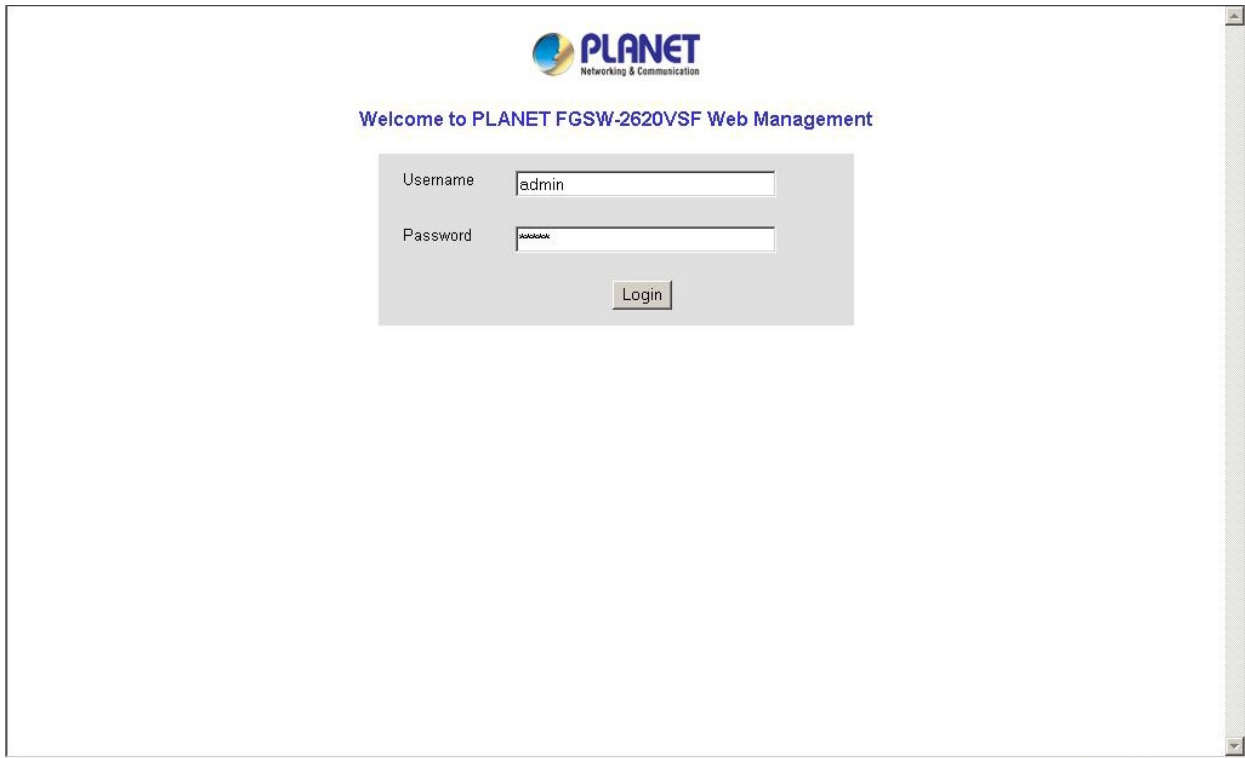 PLANET
Networking & Communication
Welcome to PLANET FGSW-2620VSF Web Management
Username admin
Password *****
Login